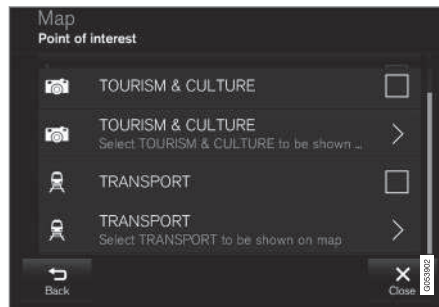 Map
Point of interest
TOURISM & CULTURE
TOURISM & CULTURE
Select TOURISM & CULTURE to be shown ...
TRANSPORT
TRANSPORT
Select TRANSPORT to be shown on map
Back
Close
G053902